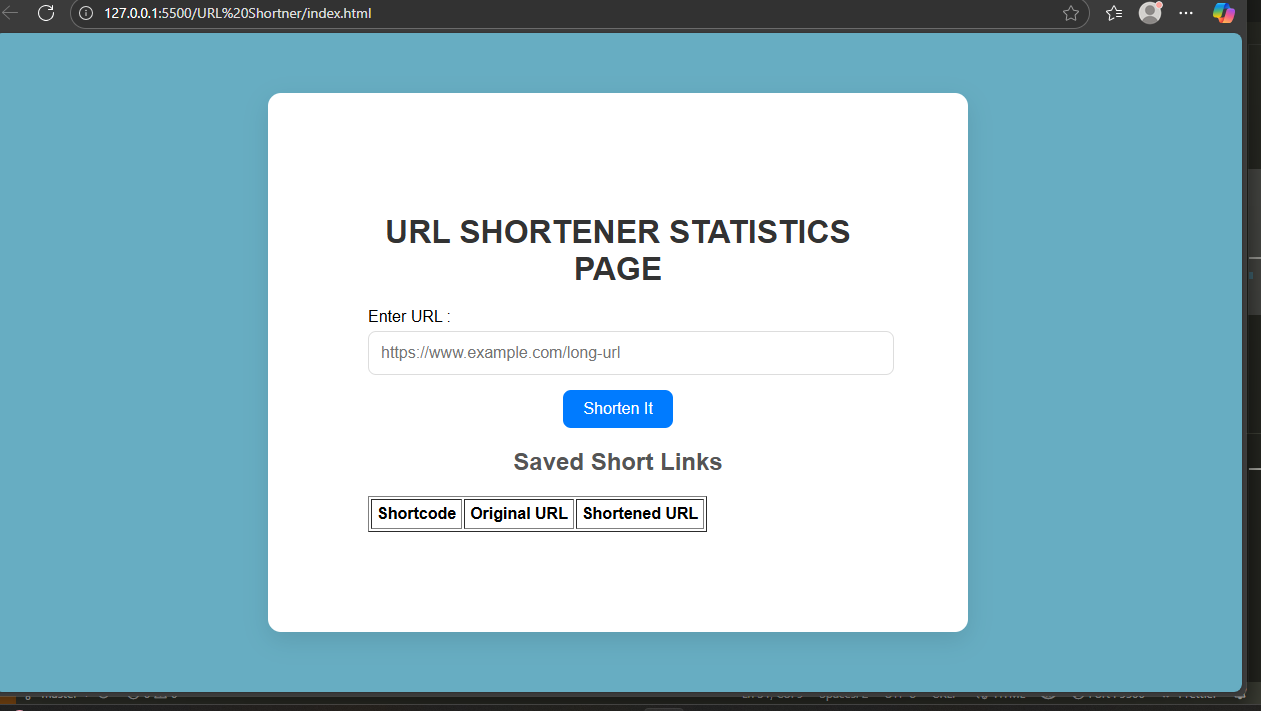 127.0.0.1:5500/URL%20Shortner/index.html
URL SHORTENER STATISTICS
PAGE
Enter URL :
https://www.example.com/long-url
Shorten It
Saved Short Links
Shortcode Original URL Shortened URL